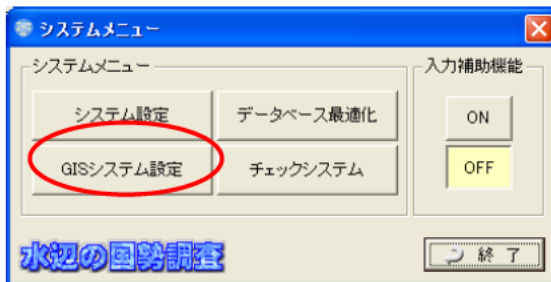 システムメニュー
システムメニュー
入力補助機能
システム設定
データベース最適化
ON
GISシステム設定
チェックシステム
OFF
水辺の国勢調査
終 了